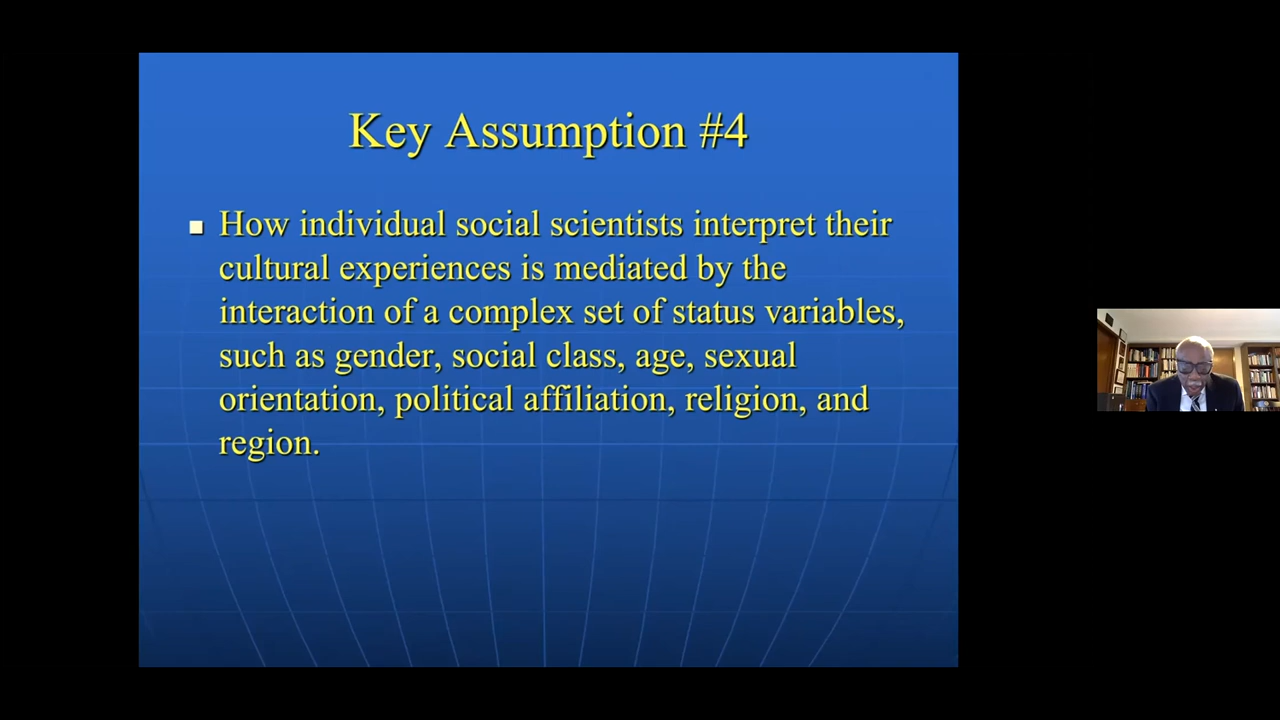 Key Assumption #4
How individual social scientists interpret their
cultural experiences is mediated by the
interaction of a complex set of status variables,
such as gender, social class, age, sexual
orientation, political affiliation, religion, and
region.